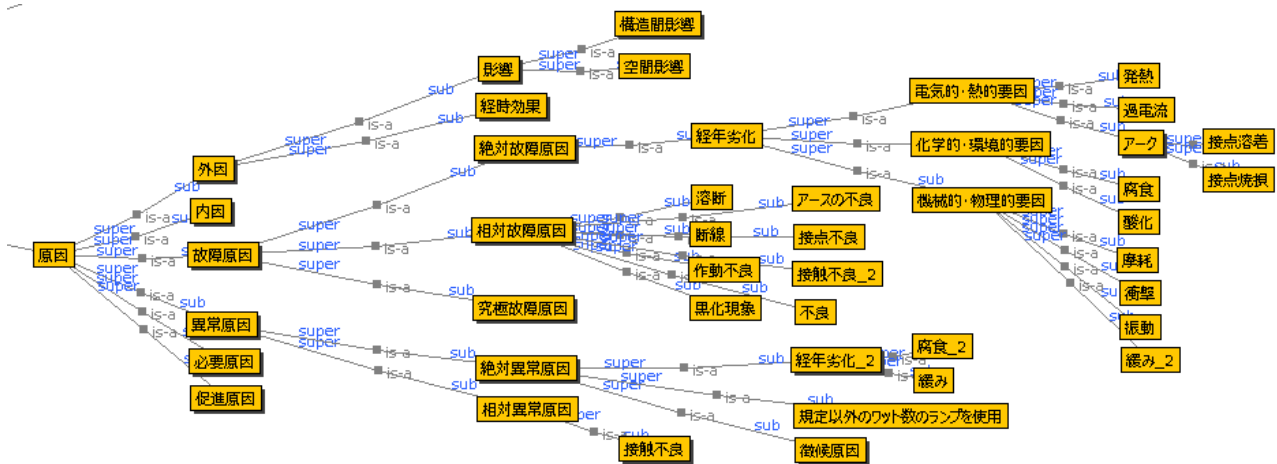 構造間影響
影響
空間影響
経時効果
外因
内因
原因
故障原因
絶対故障原因
経年劣化
電気的・熱的要因
発熱
過電流
アーク
接点溶着
接点焼損
化学的・環境的要因
腐食
酸化
機械的・物理的要因
摩耗
衝撃
振動
緩み_2
相対故障原因
溶断
アースの不良
断線
接点不良
作動不良
接触不良_2
黒化現象
不良
究極故障原因
異常原因
必要原因
促進原因
絶対異常原因
経年劣化_2
腐食_2
緩み
規定以外のワット数のランプを使用
徴候原因
相対異常原因
接触不良
super
sub
is-a